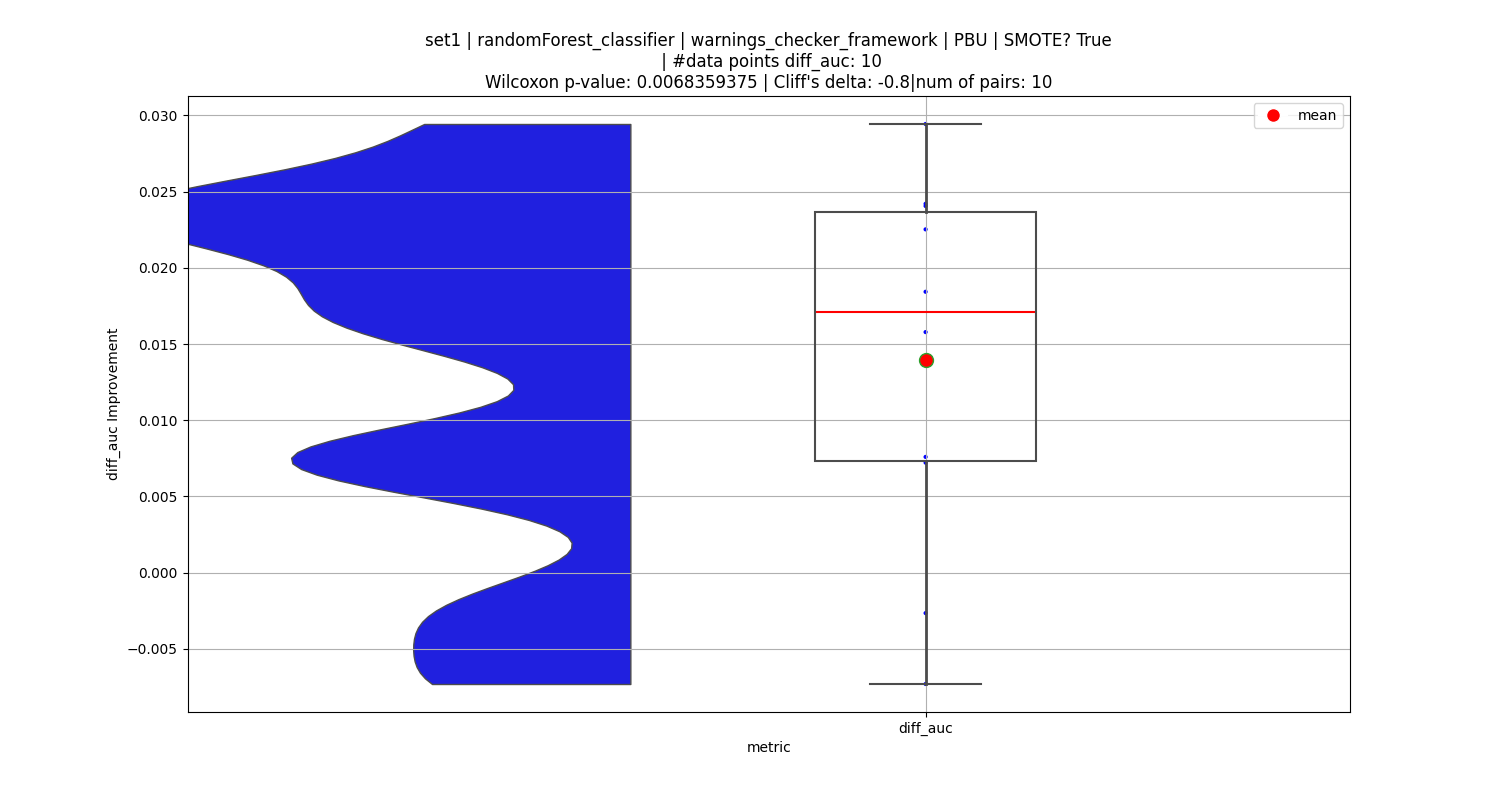 set1 | randomForest_classifier | warnings_checker_framework | PBU | SMOTE? True
| #data points diff_auc: 10
Wilcoxon p-value: 0.0068359375 | Cliff's delta: -0.8|num of pairs: 10
mean
0.030
0.025
0.020
0.015
0.010
0.005
0.000
−0.005
diff_auc Improvement
diff_auc
metric